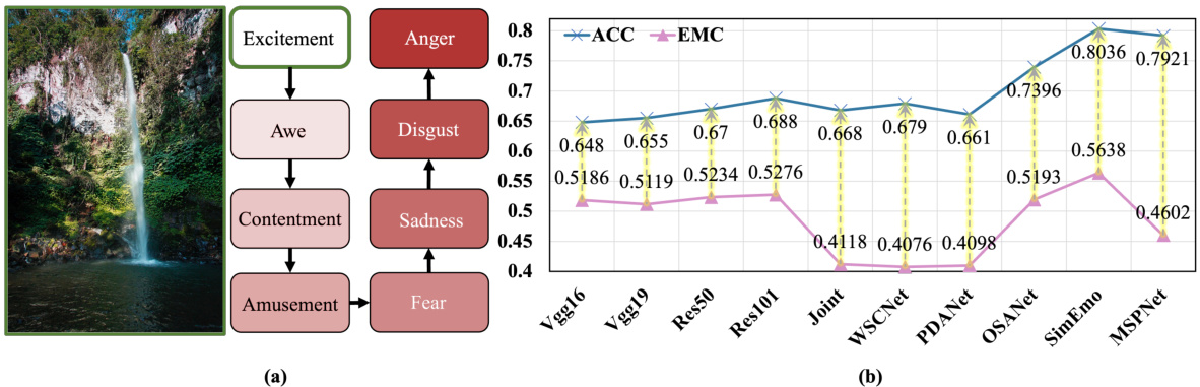 Excitement
Awe
Contentment
Amusement
Fear
Sadness
Disgust
Anger
(a)
ACC EMC
0.8
0.75
0.7
0.65
0.6
0.55
0.5
0.45
0.4
0.648 0.655 0.67 0.688 0.668 0.679 0.661 0.7396 0.8036 0.7921
0.5186 0.5119 0.5234 0.5276 0.4118 0.4076 0.4098 0.5193 0.5638 0.4602
Vgg16 Vgg19 Res50 Res101 Joint WSCNet PDANet OSANet SimEmo MSPNet
(b)